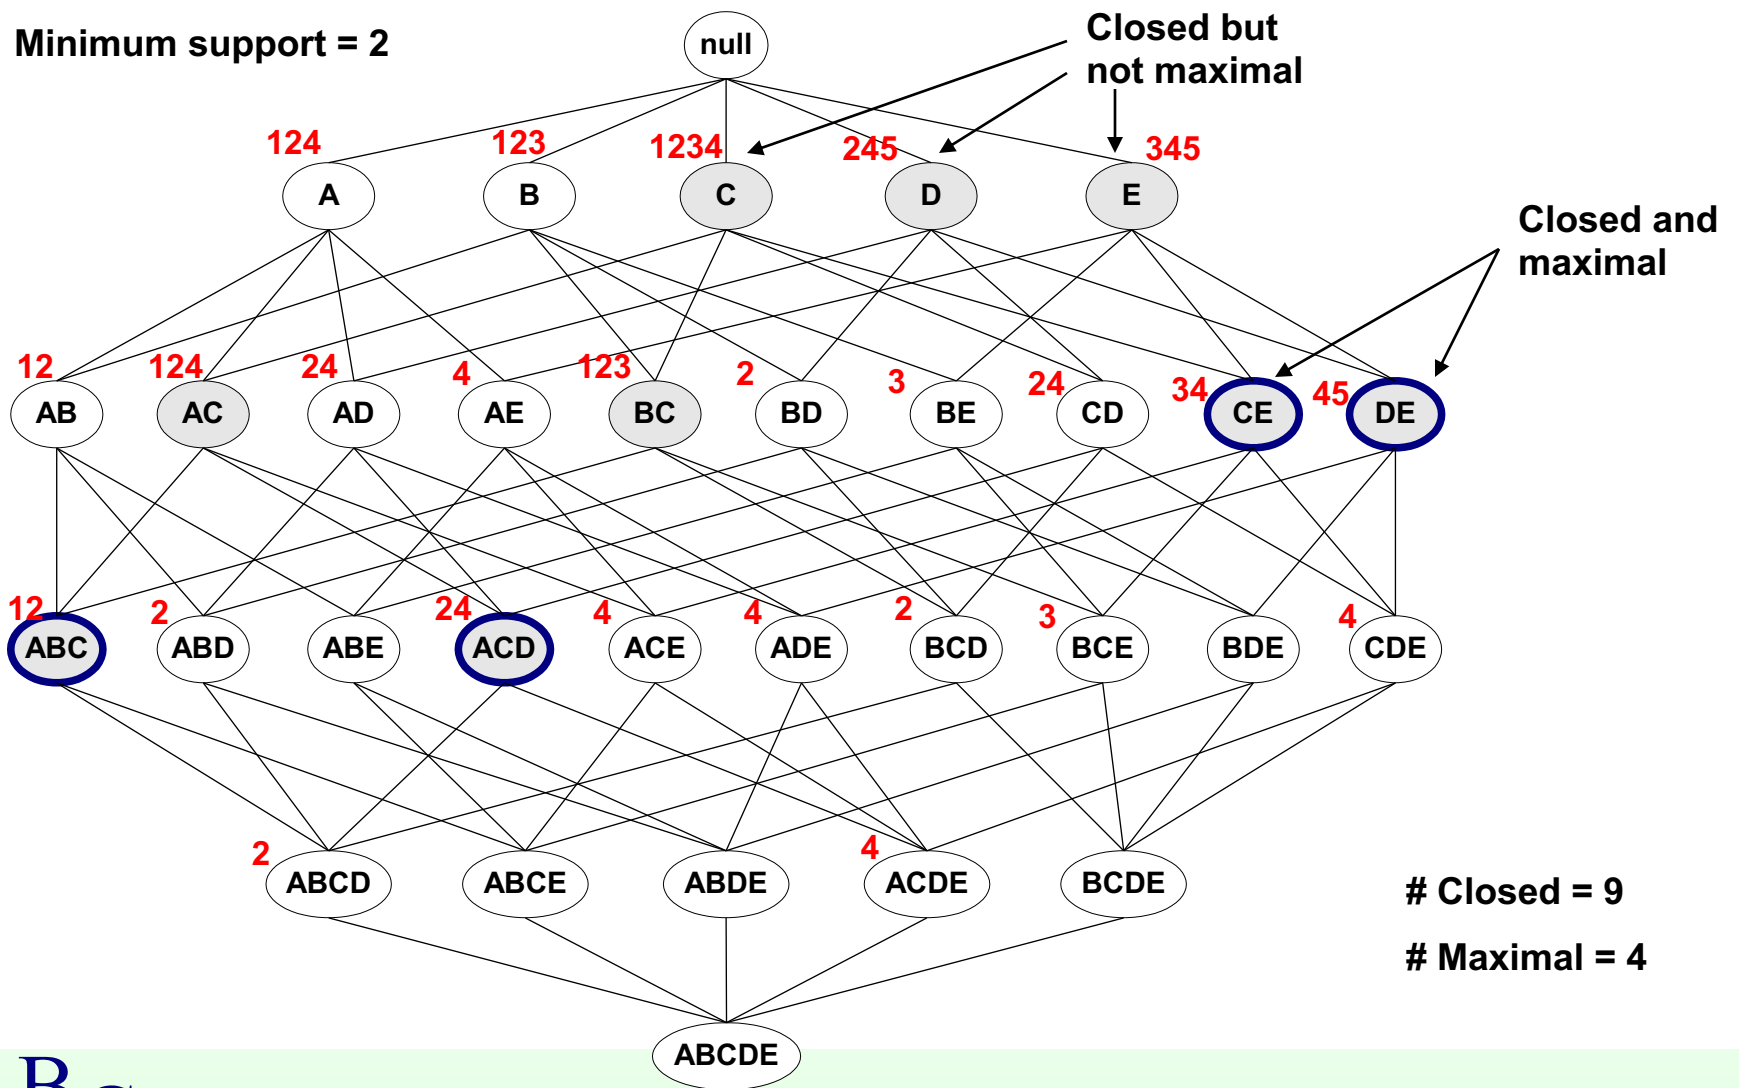 Minimum support = 2
null
Closed but
not maximal
124
123
1234
245
345
A
B
C
D
E
Closed and
maximal
12
124
24
4
123
2
3
24
34
45
AB
AC
AD
AE
BC
BD
BE
CD
CE
DE
12
2
24
4
4
2
3
4
ABC
ABD
ABE
ACD
ACE
ADE
BCD
BCE
BDE
CDE
2
4
ABCD
ABCE
ABDE
ACDE
BCDE
# Closed = 9
# Maximal = 4
ABCDE
B